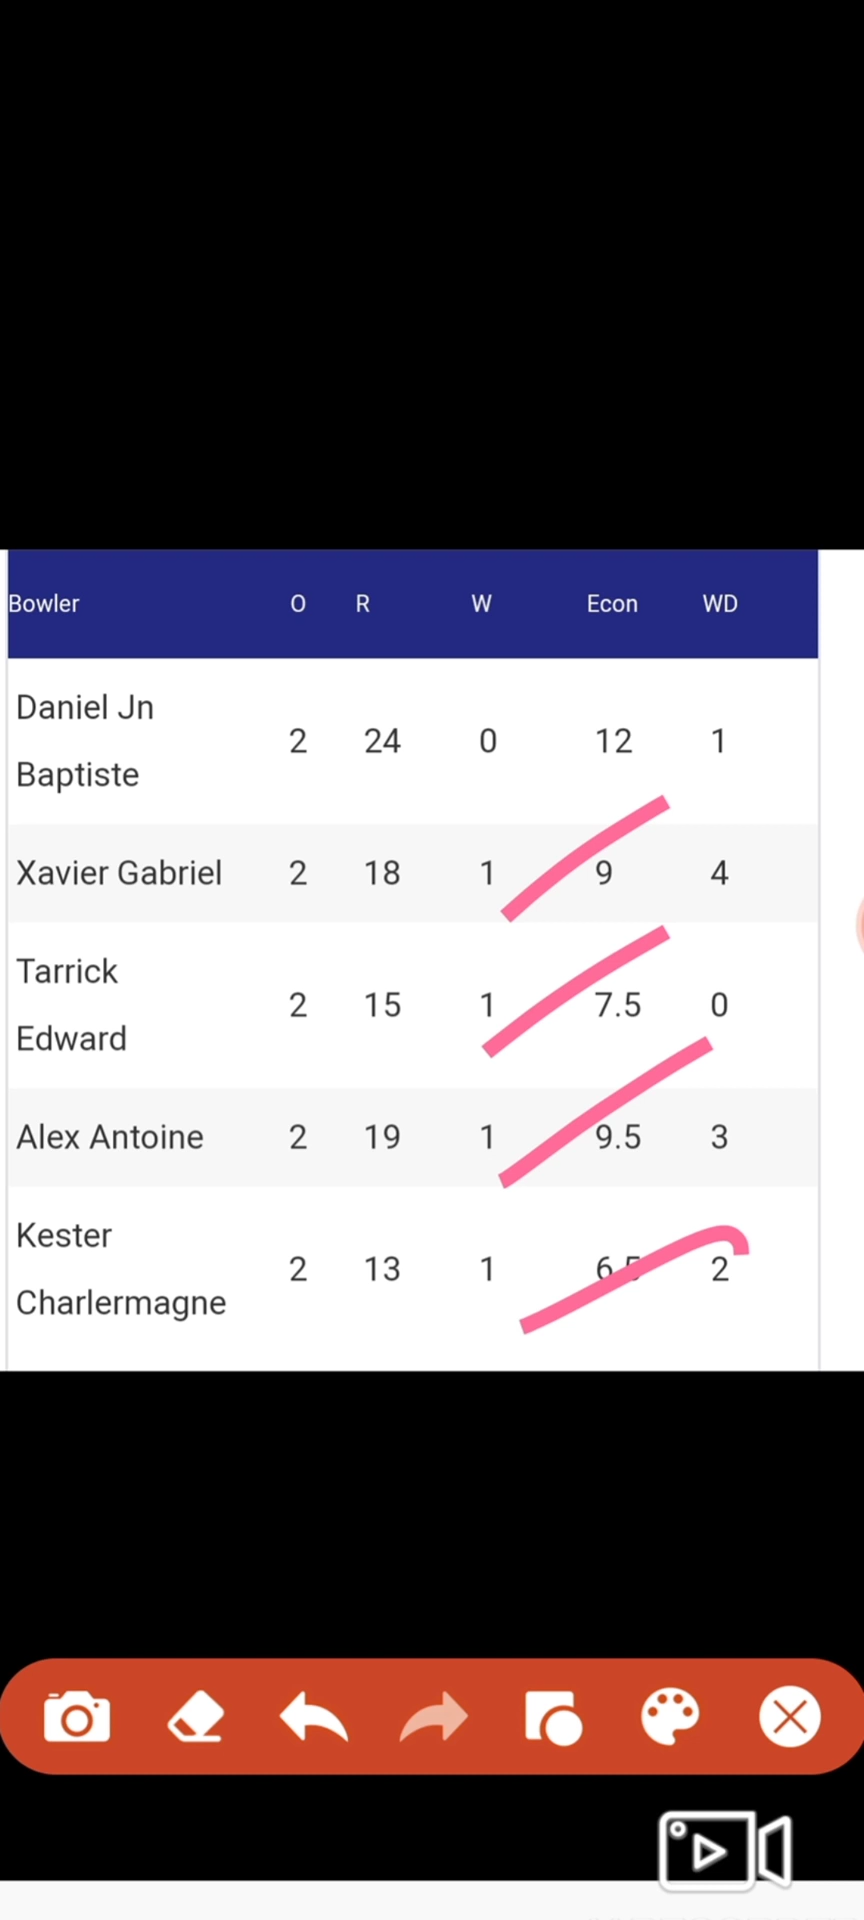 Bowler O R W Econ WD
Daniel Jn
Baptiste
2 24 0 12 1
Xavier Gabriel 2 18 1 9 4
Tarrick
Edward
2 15 1 7.5 0
Alex Antoine 2 19 1 9.5 3
Kester
Charlermagne
2 13 1 6.5 2